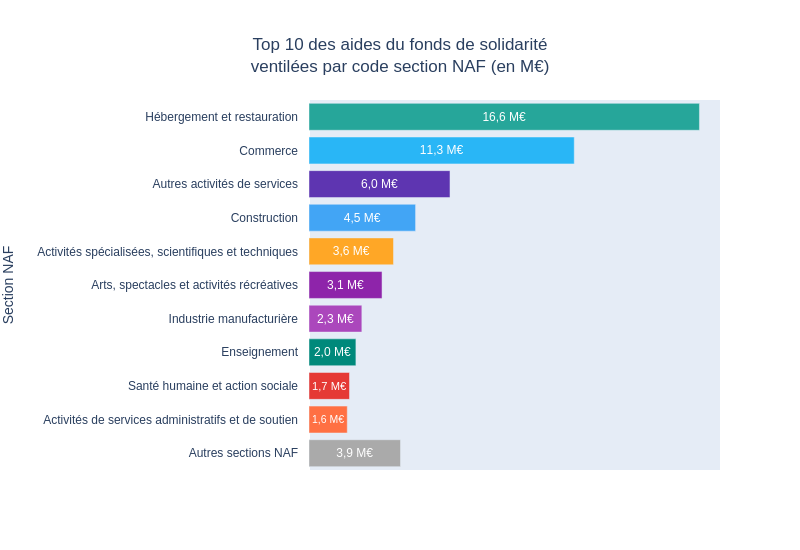 Top 10 des aides du fonds de solidarité
ventilées par code section NAF (en M€)
Section NAF
Hébergement et restauration 16,6 M€
Commerce 11,3 M€
Autres activités de services 6,0 M€
Construction 4,5 M€
Activités spécialisées, scientifiques et techniques 3,6 M€
Arts, spectacles et activités récréatives 3,1 M€
Industrie manufacturière 2,3 M€
Enseignement 2,0 M€
Santé humaine et action sociale 1,7 M€
Activités de services administratifs et de soutien 1,6 M€
Autres sections NAF 3,9 M€